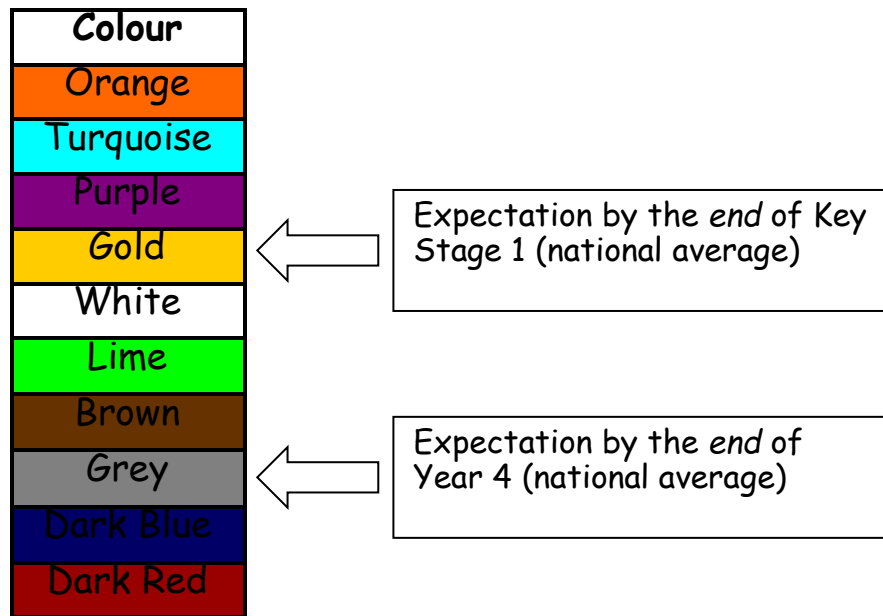 Colour
Orange
Turquoise
Purple
Gold
White
Lime
Brown
Grey
Dark Blue
Dark Red
Expectation by the end of Key
Stage 1 (national average)
Expectation by the end of
Year 4 (national average)